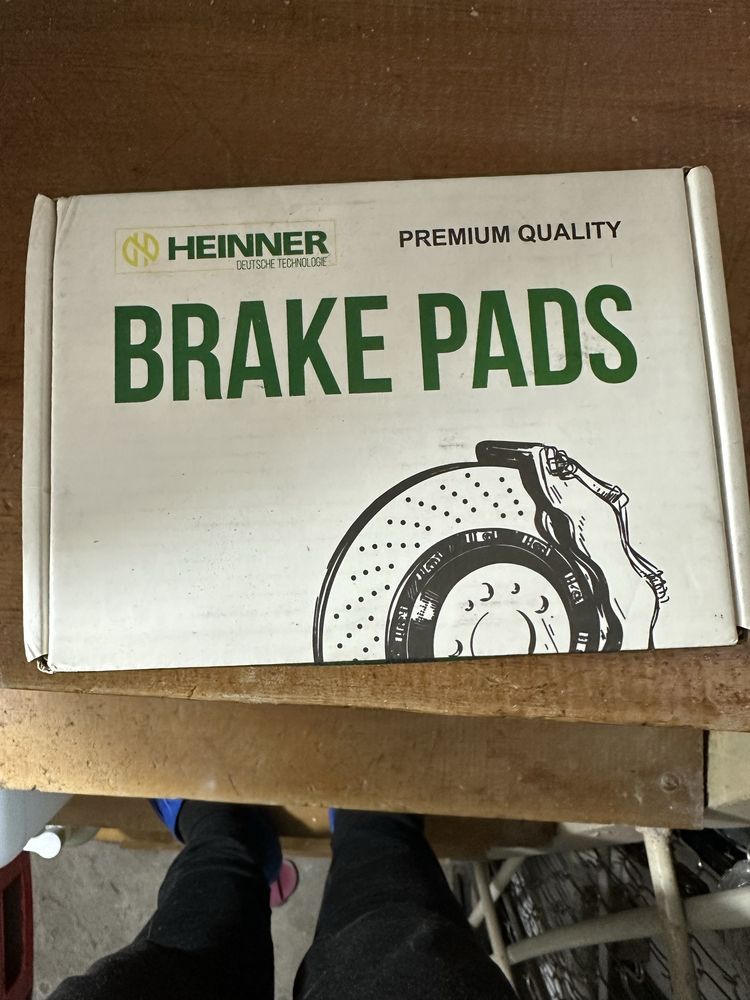 HEINNER
DEUTSCHE TECHNOLOGIE
PREMIUM QUALITY
BRAKE PADS